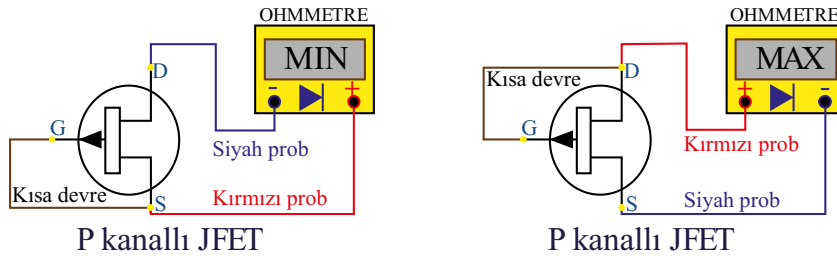 OHMMETRE
MIN
- +
D
G
Siyah prob
Kısa devre
S
Kırmızı prob
P kanallı JFET
OHMMETRE
MAX
+ -
Kısa devre
D
G
Kırmızı prob
S
Siyah prob
P kanallı JFET